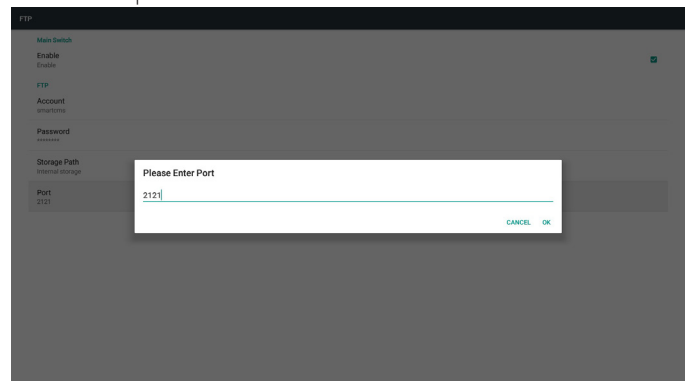 FTP
Main Switch
Enable
Enable
FTP
Account
smartcms
Password
********
Storage Path
Internal storage
Port
2121
Please Enter Port
2121
CANCEL OK